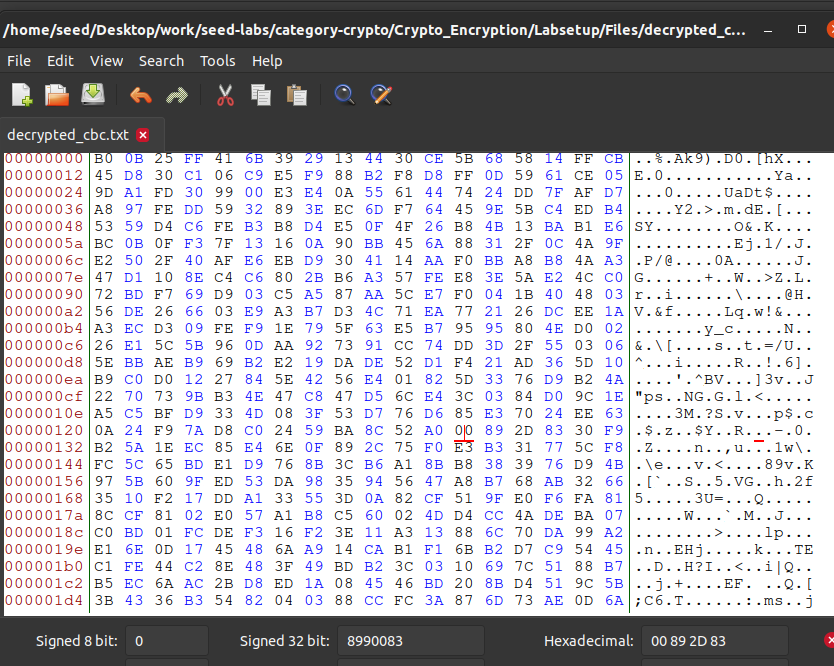 /home/seed/Desktop/work/seed-labs/category-crypto/Crypto_Encryption/Labsetup/Files/decrypted_c...
File Edit View Search Tools Help
decrypted_cbc.txt
00000000 B0 0B 25 FF 41 6B 39 29 13 44 30 CE 5B 68 58 14 FF CB ..%.Ak9).D0.[hX...
00000012 45 D8 30 C1 06 C9 E5 F9 88 B2 F8 D8 FF 0D 59 61 CE 05 E.0...........Ya..
00000024 9D A1 FD 30 99 00 E3 E4 0A 55 61 44 74 24 DD 7F AF D7 ...0.....UaDt$....
00000036 A8 97 FE DD 59 32 89 3E EC 6D F7 64 45 9E 5B C4 ED B4 ....Y2.>.m.dE.[...
00000048 53 59 D4 C6 FE B3 B8 D4 E5 0F 4F 26 B8 4B 13 BA B1 E6 SY........O&.K....
0000005a BC 0B 0F F3 7F 13 16 0A 90 BB 45 6A 88 31 2F 0C 4A 9F ..........Ej.1/.J.
0000006c E2 50 2F 40 AF E6 EB D9 30 41 14 AA F0 BB A8 B8 4A A3 .P/@....0A......J.
0000007e 47 D1 10 8E C4 C6 80 2B B6 A3 57 FE E8 3E 5A E2 4C C0 G......+..W..>Z.L.
00000090 72 BD F7 69 D9 03 C5 A5 87 AA 5C E7 F0 04 1B 40 48 03 r..i......\....@H.
000000a2 56 DE 26 66 03 E9 A3 B7 D3 4C 71 EA 77 21 26 DC EE 1A V.&f.....Lq.w!&...
000000b4 A3 EC D3 09 FE F9 1E 79 5F 63 E5 B7 95 95 80 4E D0 02 .......y_c.....N..
000000c6 26 E1 5C 5B 96 0D AA 92 73 91 CC 74 DD 3D 2F 55 03 06 &.\[....s..t.=/U..
000000d8 5E BB AE B9 69 B2 E2 19 DA DE 52 D1 F4 21 AD 36 5D 10 ^...i.....R..!.6].
000000ea B9 C0 D0 12 27 84 5E 42 56 E4 01 82 5D 33 76 D9 B2 4A ....'.^BV...]3v..J
000000fc 22 70 73 9B B3 4E 47 C8 47 D5 6C E4 3C 03 84 D0 9C 1E "ps..NG.G.l.<.....
0000010e A5 C5 BF D9 33 4D 08 3F 53 D7 76 D6 85 E3 70 24 EE 63 ....3M.?S.v...p$.c
00000120 0A 24 F9 7A D8 C0 24 59 BA 8C 52 A0 00 89 2D 83 30 F9 .$.z..$Y..R...-.0.
00000132 B2 5A 1E EC 85 E4 6E 0F 89 2C 75 F0 E3 B3 31 77 5C F8 .Z....n..,u...1w\.
00000144 FC 5C 65 BD E1 D9 76 8B 3C B6 A1 8B B8 38 39 76 D9 4B .\e...v.<....89v.K
00000156 97 5B 60 9F ED 53 DA 98 35 94 56 47 A8 B7 68 AB 32 66 .[`..S..5.VG..h.2f
00000168 35 10 F2 17 DD A1 33 55 3D 0A 82 CF 51 9F E0 F6 FA 81 5.....3U=...Q.....
0000017a 8C CF 81 02 E0 57 A1 B8 C5 60 02 4D D4 CC 4A DE BA 07 .....W...`.M..J...
0000018c C0 BD 01 FC DE F3 16 F2 3E 11 A3 13 88 6C 70 DA 99 A2 ........>....lp...
0000019e E1 6E 0D 17 45 48 6A A9 14 CA B1 F1 6B B2 D7 C9 54 45 .n..EHj.....k...TE
000001b0 C1 FE 44 C2 8E 48 3F 49 BD B2 3C 03 10 69 7C 51 88 B7 ..D..H?I..<..i|Q..
000001c2 B5 EC 6A AC 2B D8 ED 1A 08 45 46 BD 20 8B D4 51 9C 5B ..j.+....EF. ..Q.[
000001d4 3B 43 36 B3 54 82 04 03 88 CC FC 3A 87 6D 73 AE 0D 6A ;C6.T......:.ms..j
Signed 8 bit: 0 Signed 32 bit: 8990083 Hexadecimal: 00 89 2D 83